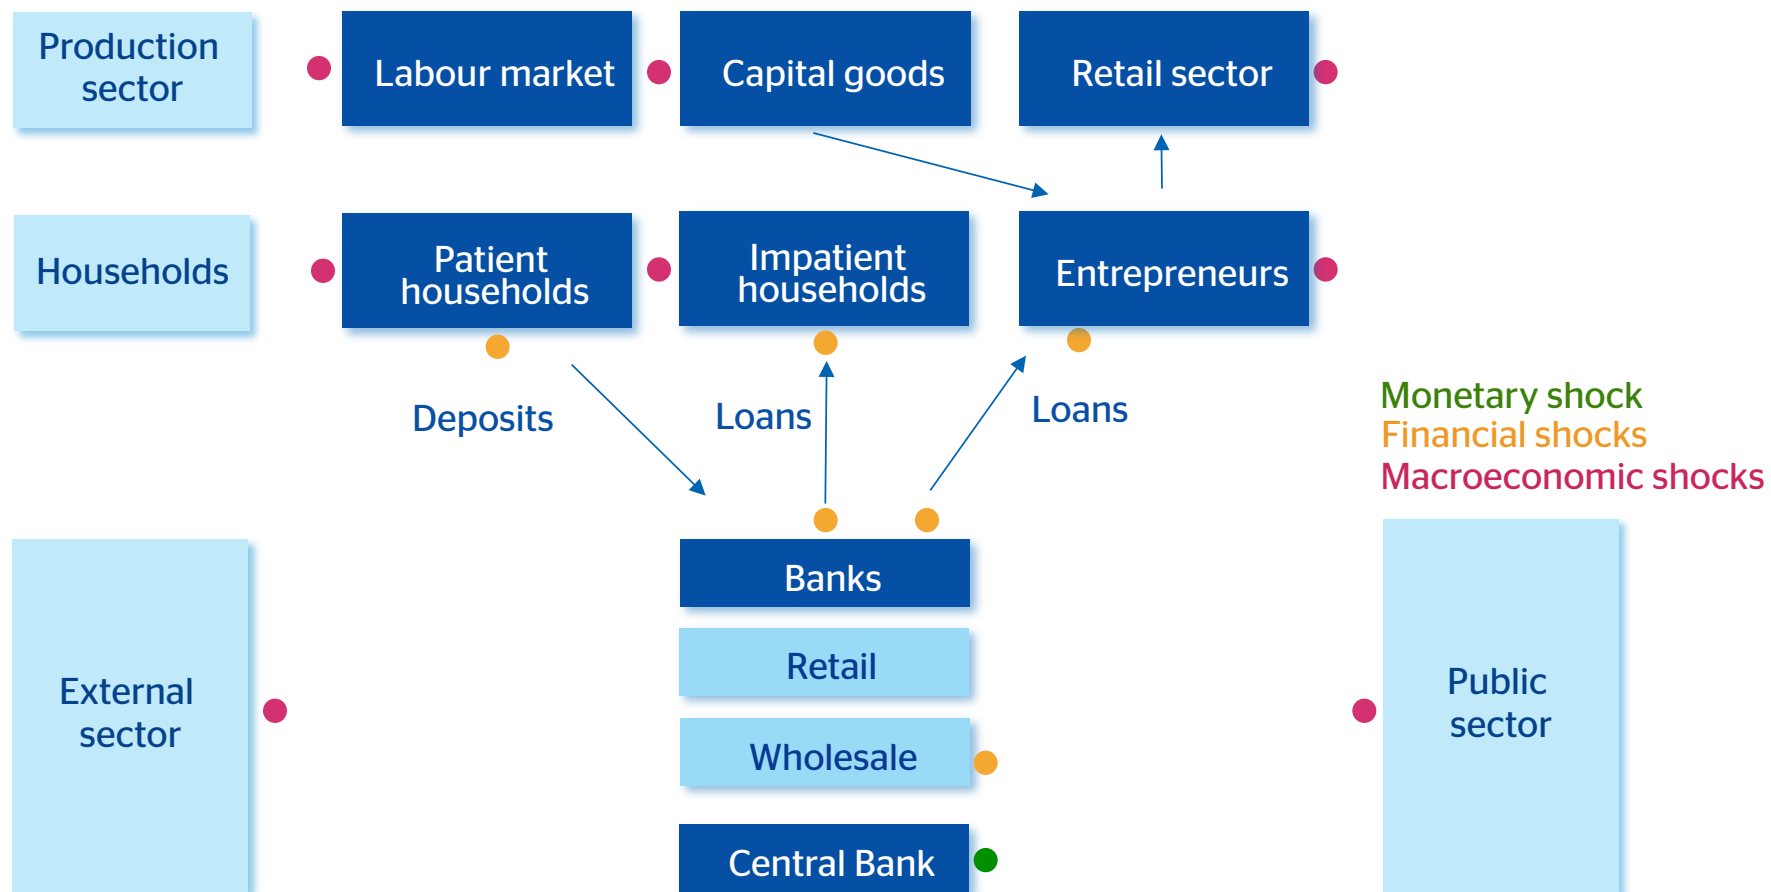 Production
sector
Labour market
Capital goods
Retail sector
Households
Patient
households
Impatient
households
Entrepreneurs
Deposits
Loans
Loans
Monetary shock
Financial shocks
Macroeconomic shocks
External
sector
Banks
Retail
Wholesale
Central Bank
Public
sector